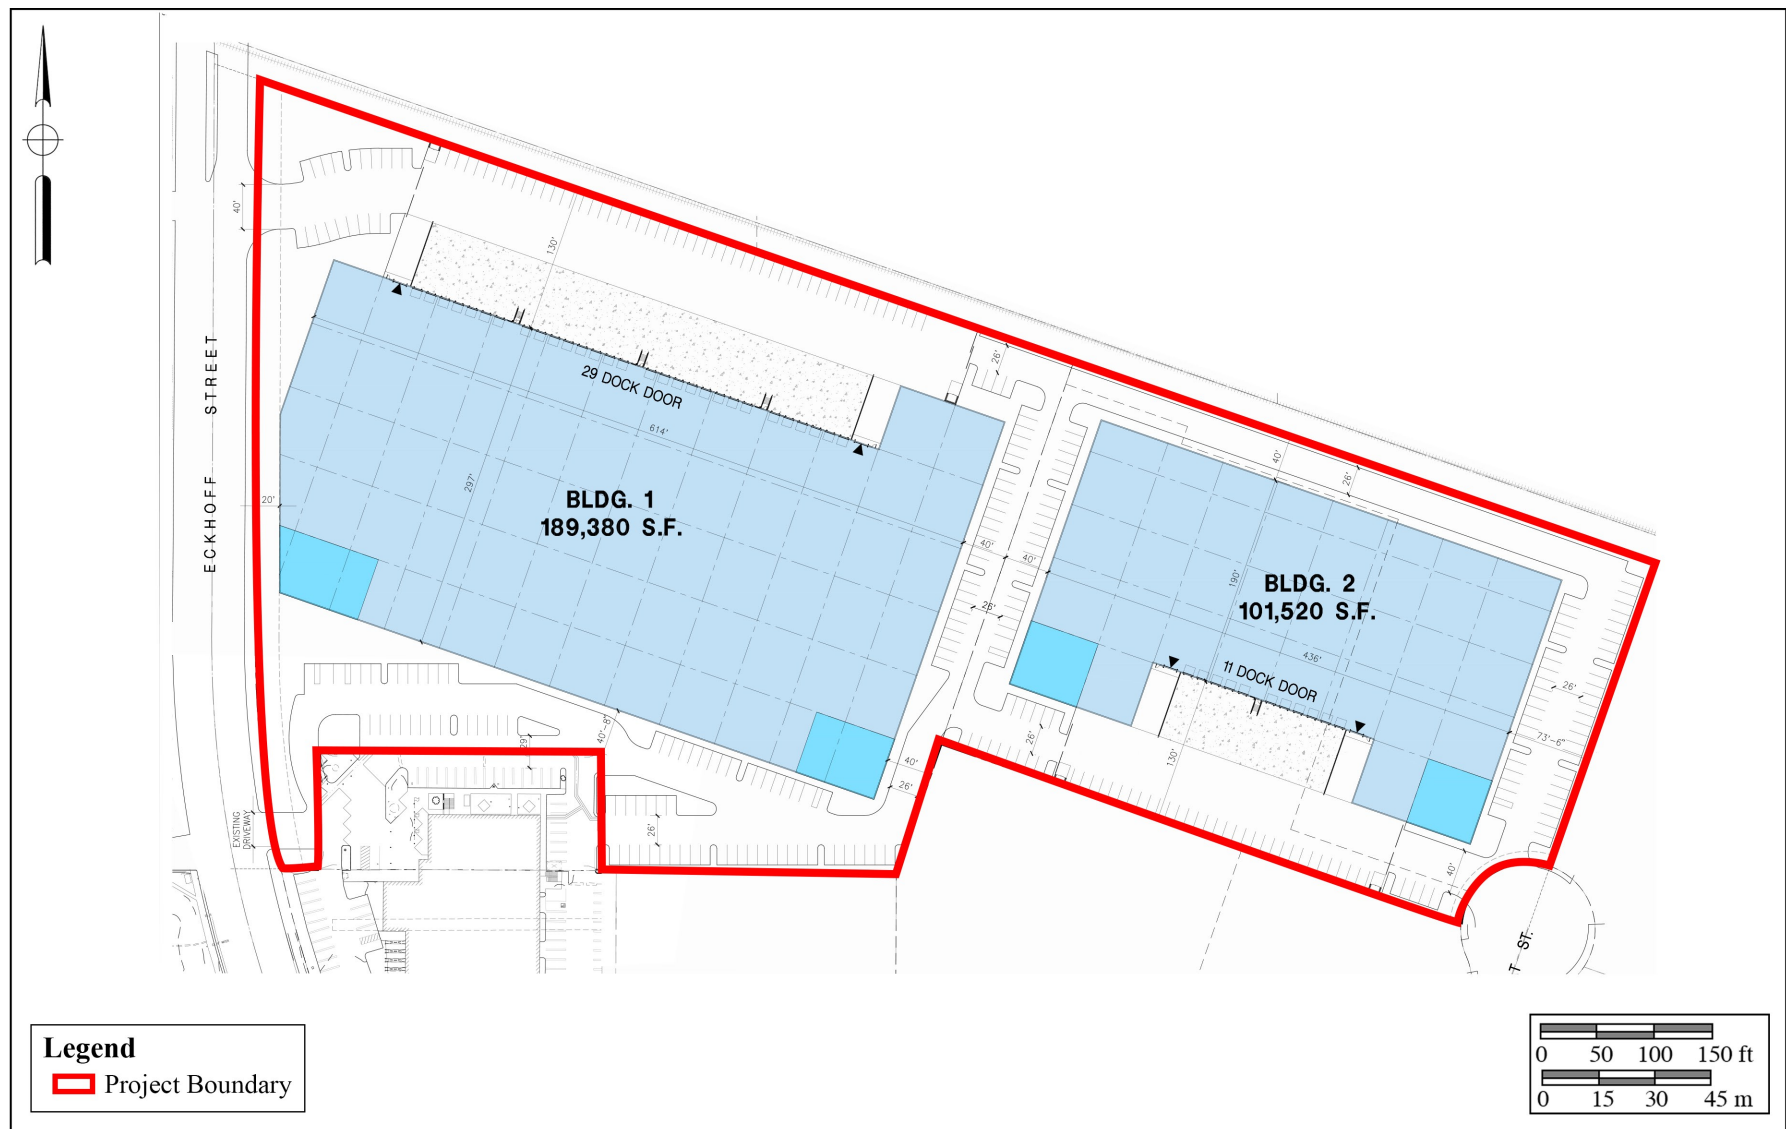 40'
130'
26'
29 DOCK DOOR
614'
ECKHOFF STREET
297'
20'
BLDG. 1
189,380 S.F.
40'
40'
26'
40'
26'
190'
BLDG. 2
101,520 S.F.
436'
11 DOCK DOOR
26'
73'-6"
130'
26'
29'
40'-8"
40'
26'
26'
40'
EXISTING
DRIVEWAY
T ST.
Legend
Project Boundary
0 50 100 150 ft
0 15 30 45 m